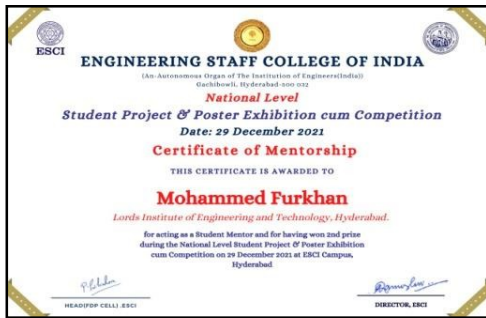 ESCI
ENGINEERING STAFF COLLEGE OF INDIA
(An Autonomous Organ of The Institution of Engineers(India))
Gachibowli, Hyderabad-500 032
National Level
Student Project & Poster Exhibition cum Competition
Date: 29 December 2021
Certificate of Mentorship
THIS CERTIFICATE IS AWARDED TO
Mohammed Furkhan
Lords Institute of Engineering and Technology, Hyderabad.
for acting as a Student Mentor and for having won 2nd prize
during the National Level Student Project & Poster Exhibition
cum Competition on 29 December 2021 at ESCI Campus,
Hyderabad
HEAD(FDP CELL) .ESCI
DIRECTOR, ESCI